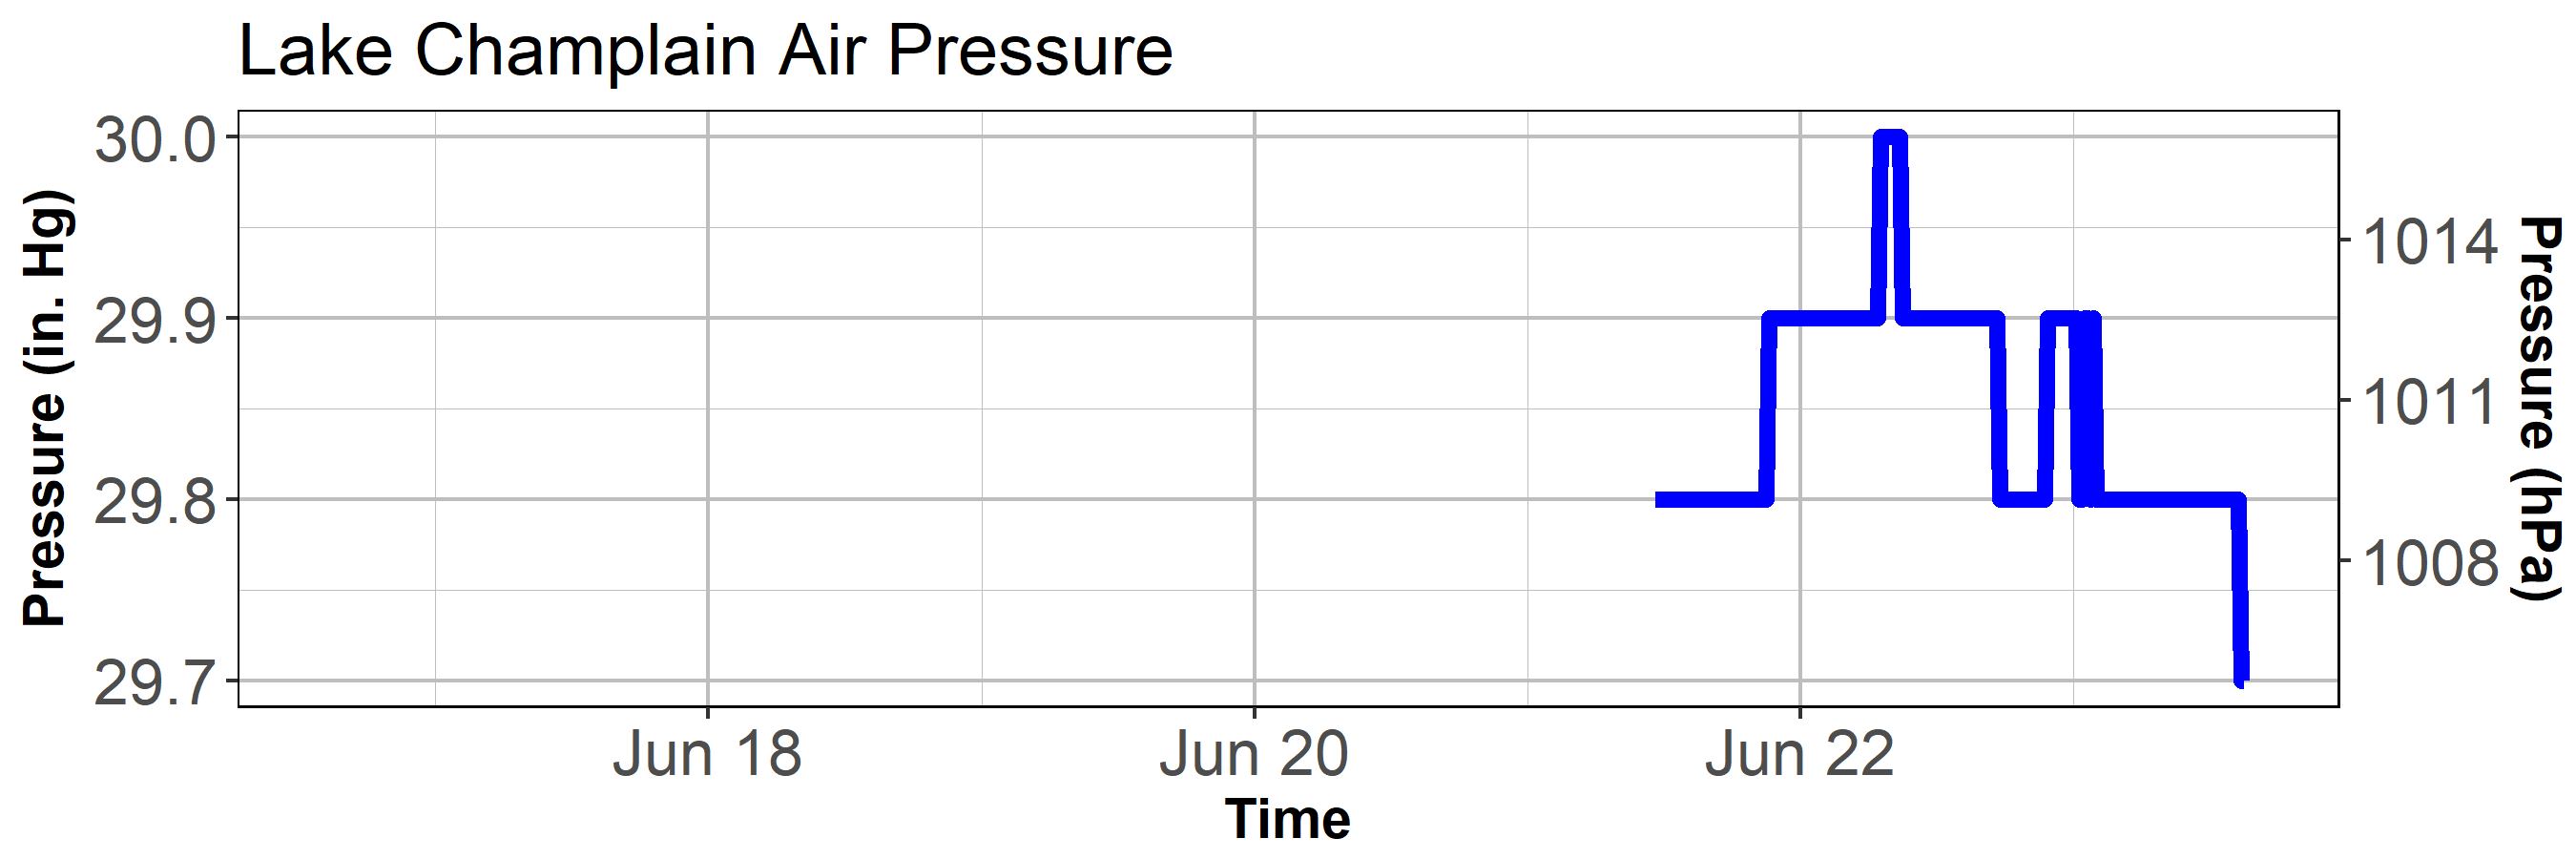 Lake Champlain Air Pressure
Pressure (in. Hg)
30.0
29.9
29.8
29.7
1014
1011
1008
Pressure (hPa)
Jun 18 Jun 20 Jun 22
Time